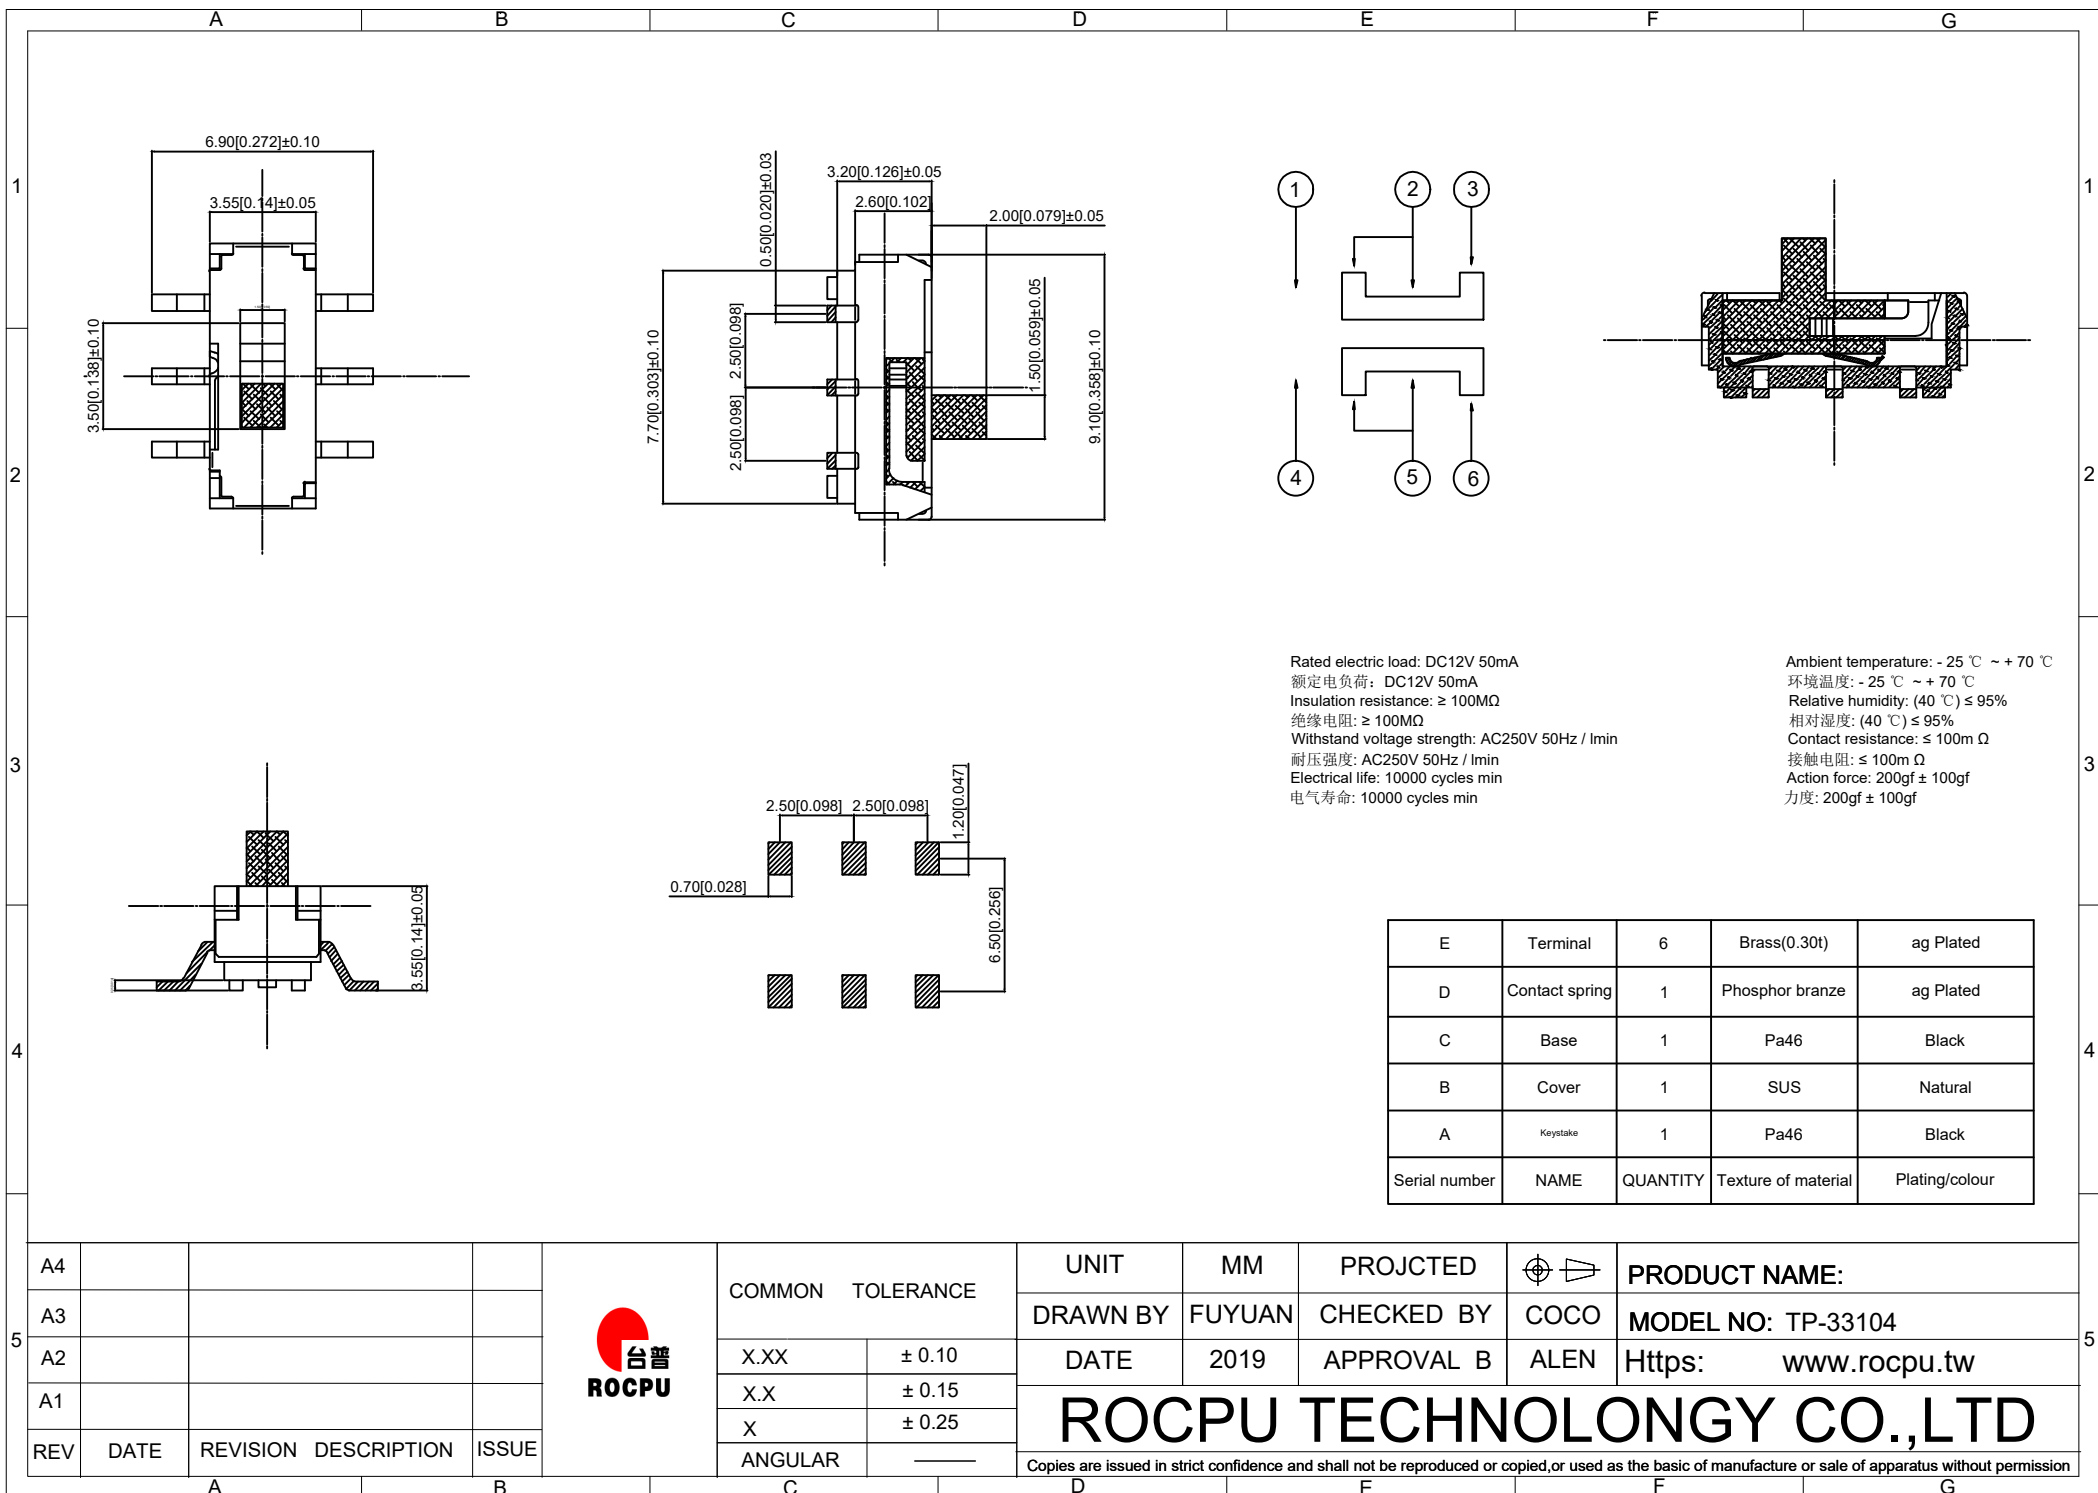 A B C D E F G
1 1
2 2
3 3
4 4
5 5
6.90[0.272]±0.10
3.55[0.14]±0.05
3.50[0.138]±0.10
0.50[0.020]±0.03
3.20[0.126]±0.05
2.60[0.102]
2.00[0.079]±0.05
7.70[0.303]±0.10
2.50[0.098]
2.50[0.098]
1.50[0.059]±0.05
9.10[0.358]±0.10
1 2 3
4 5 6
Rated electric load: DC12V 50mA
额定电负荷：DC12V 50mA
Insulation resistance: ≥ 100MΩ
绝缘电阻: ≥ 100MΩ
Withstand voltage strength: AC250V 50Hz / lmin
耐压强度: AC250V 50Hz / lmin
Electrical life: 10000 cycles min
电气寿命: 10000 cycles min
Ambient temperature: - 25 ℃ ~ + 70 ℃
环境温度: - 25 ℃ ~ + 70 ℃
Relative humidity: (40 ℃) ≤ 95%
相对湿度: (40 ℃) ≤ 95%
Contact resistance: ≤ 100m Ω
接触电阻: ≤ 100m Ω
Action force: 200gf ± 100gf
力度: 200gf ± 100gf
3.55[0.14]±0.05
2.50[0.098] 2.50[0.098]
1.20[0.047]
0.70[0.028]
6.50[0.256]
E Terminal 6 Brass(0.30t) ag Plated
D Contact spring 1 Phosphor branze ag Plated
C Base 1 Pa46 Black
B Cover 1 SUS Natural
A Keystake 1 Pa46 Black
Serial number NAME QUANTITY Texture of material Plating/colour
A4
A3
A2
A1
REV DATE REVISION DESCRIPTION ISSUE
台普
ROCPU
COMMON TOLERANCE
X.XX ± 0.10
X.X ± 0.15
X ± 0.25
ANGULAR
UNIT MM PROJCTED PRODUCT NAME:
DRAWN BY FUYUAN CHECKED BY COCO MODEL NO: TP-33104
DATE 2019 APPROVAL B ALEN Https: www.rocpu.tw
ROCPU TECHNOLONGY CO.,LTD
Copies are issued in strict confidence and shall not be reproduced or copied,or used as the basic of manufacture or sale of apparatus without permission
A B C D E F G